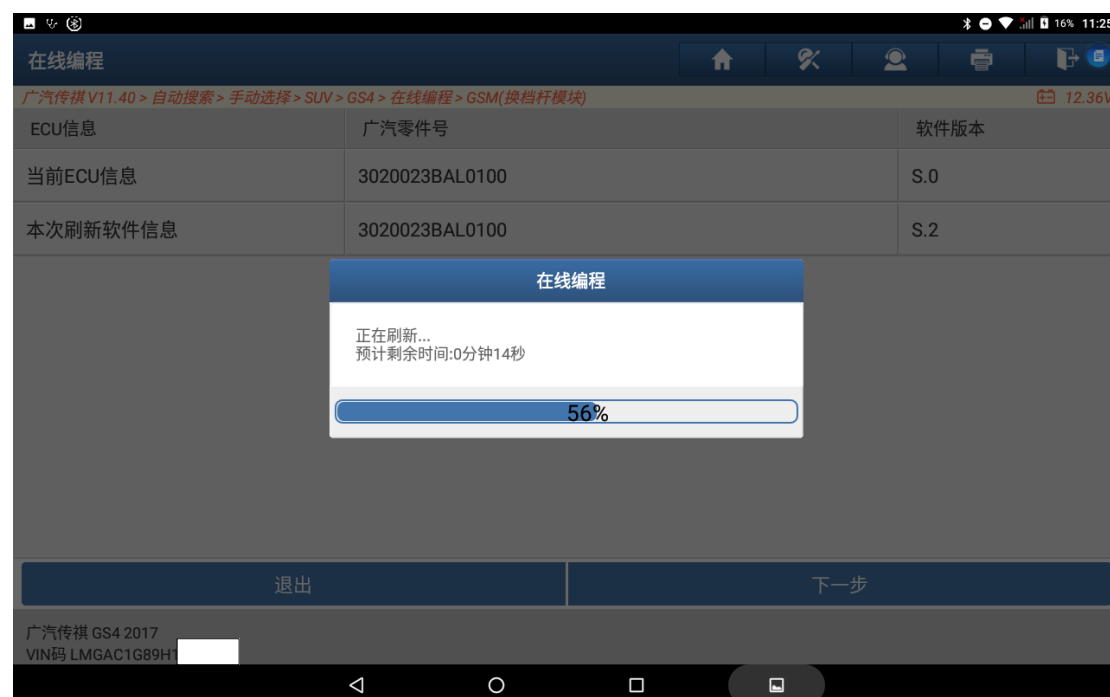 16% 11:25
在线编程
广汽传祺 V11.40 > 自动搜索 > 手动选择 > SUV > GS4 > 在线编程 > GSM(换档杆模块) 12.36V
ECU信息 广汽零件号 软件版本
当前ECU信息 3020023BAL0100 S.0
本次刷新软件信息 3020023BAL0100 S.2
在线编程
正在刷新...
预计剩余时间:0分钟14秒
56%
退出 下一步
广汽传祺 GS4 2017
VIN码 LMGAC1G89H1